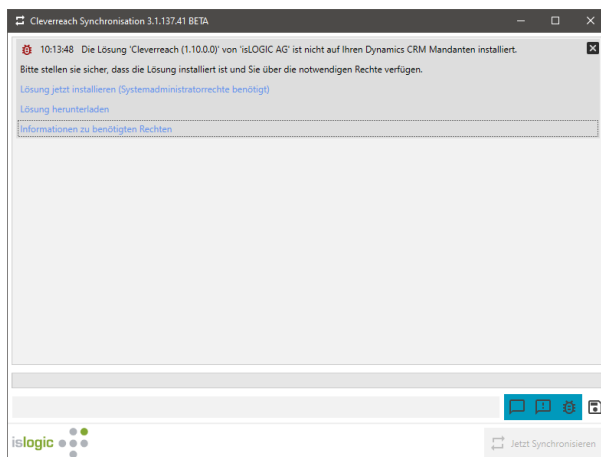 Cleverreach Synchronisation 3.1.137.41 BETA
10:13:48 Die Lösung 'Cleverreach (1.10.0.0)' von 'isLOGIC AG' ist nicht auf Ihren Dynamics CRM Mandanten installiert.
Bitte stellen sie sicher, dass die Lösung installiert ist und Sie über die notwendigen Rechte verfügen.
Lösung jetzt installieren (Systemadministratorrechte benötigt)
Lösung herunterladen
Informationen zu benötigten Rechten
islogic
Jetzt Synchronisieren